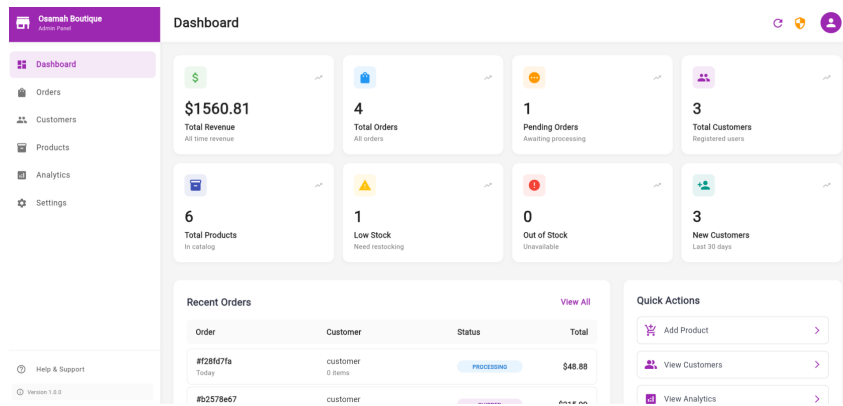 Osamah Boutique
Admin Panel
Dashboard
Dashboard
Orders
Customers
Products
Analytics
Settings
Help & Support
Version 1.0.0
$1560.81
Total Revenue
All time revenue
4
Total Orders
All orders
1
Pending Orders
Awaiting processing
3
Total Customers
Registered users
6
Total Products
In catalog
1
Low Stock
Need restocking
0
Out of Stock
Unavailable
3
New Customers
Last 30 days
Recent Orders
View All
Order Customer Status Total
#f28fd7fa customer PROCESSING $48.88
Today 0 items
#b2578e67 customer
Quick Actions
Add Product
View Customers
View Analytics